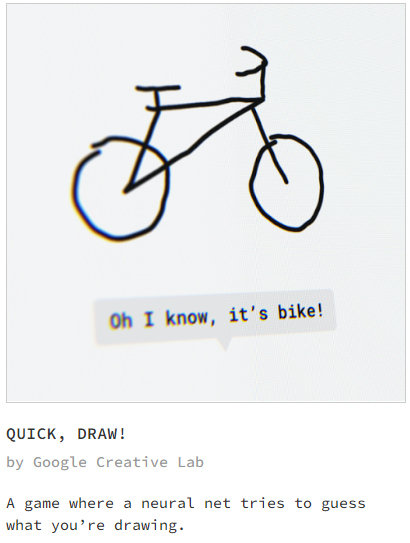 Oh I know, it's bike!
QUICK, DRAW!
by Google Creative Lab
A game where a neural net tries to guess
what you’re drawing.